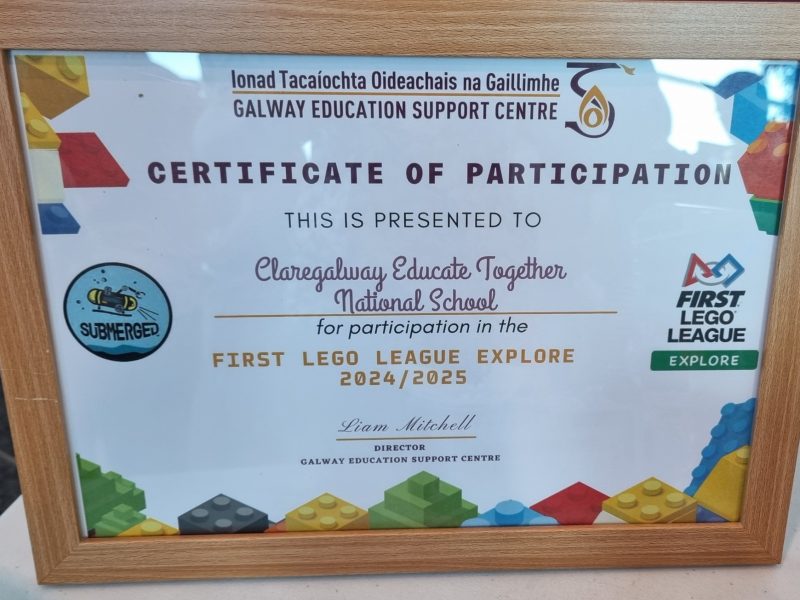 Ionad Tacaíochta Oideachais na Gaillimhe
GALWAY EDUCATION SUPPORT CENTRE
CERTIFICATE OF PARTICIPATION
THIS IS PRESENTED TO
Claregalway Educate Together
National School
for participation in the
FIRST LEGO LEAGUE EXPLORE
2024/2025
SUBMERGED
FIRST
LEGO
LEAGUE
EXPLORE
Liam Mitchell
DIRECTOR
GALWAY EDUCATION SUPPORT CENTRE